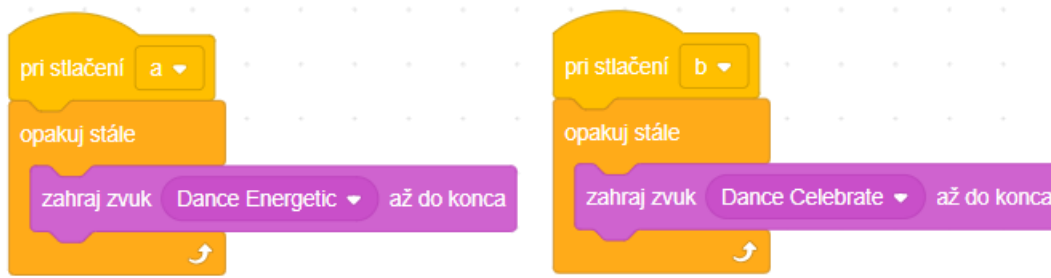 pri stlačení a
opakuj stále
zahraj zvuk Dance Energetic až do konca
pri stlačení b
opakuj stále
zahraj zvuk Dance Celebrate až do konca